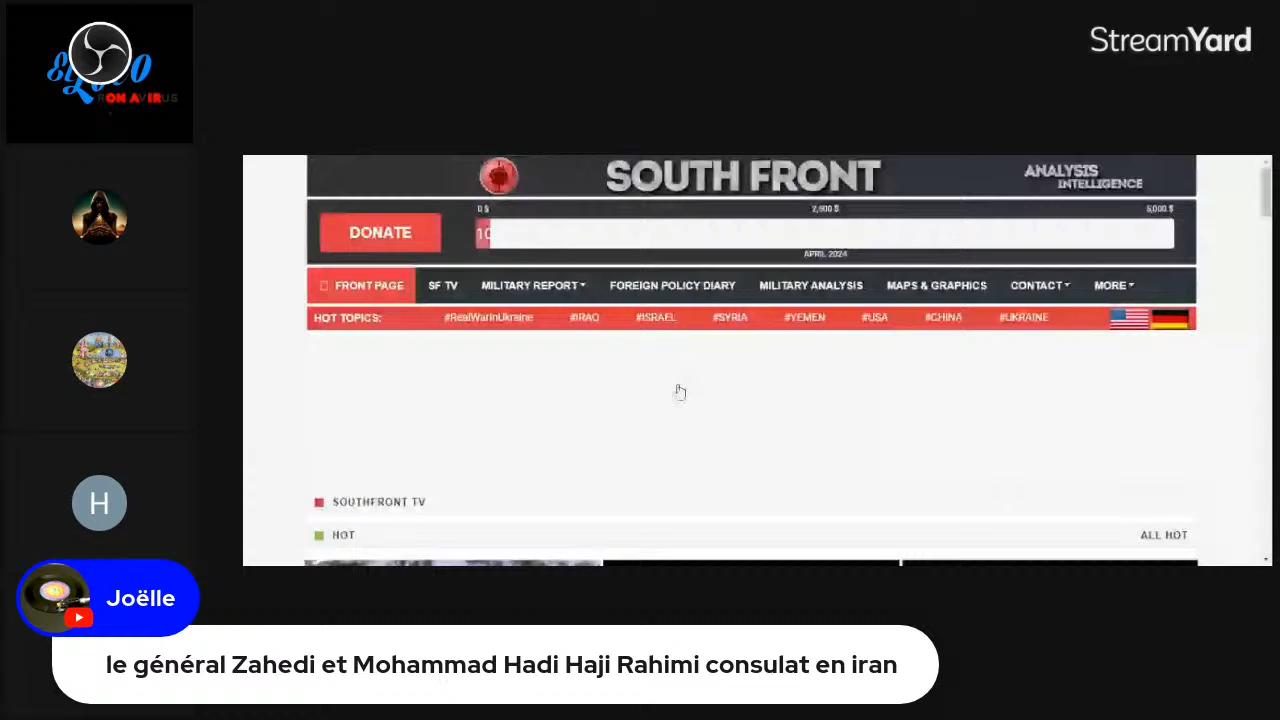 StreamYard
SOUTH FRONT
ANALYSIS
INTELLIGENCE
0 $ 2,500 $ 5,000 $
DONATE
10
APRIL 2024
FRONT PAGE SF TV MILITARY REPORT FOREIGN POLICY DIARY MILITARY ANALYSIS MAPS & GRAPHICS CONTACT MORE
HOT TOPICS: #RealWarInUkraine #IRAQ #ISRAEL #SYRIA #YEMEN #USA #CHINA #UKRAINE
SOUTHFRONT TV
HOT ALL HOT
H
Joëlle
le général Zahedi et Mohammad Hadi Haji Rahimi consulat en iran